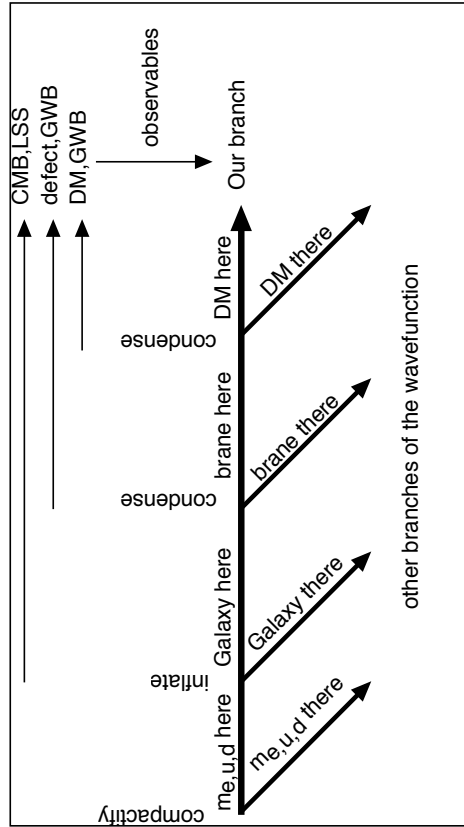 CMB,LSS
defect,GWB
DM,GWB
observables
compactify
inflate
condense
condense
me,u,d here
Galaxy here
brane here
DM here
Our branch
me,u,d there
Galaxy there
brane there
DM there
other branches of the wavefunction